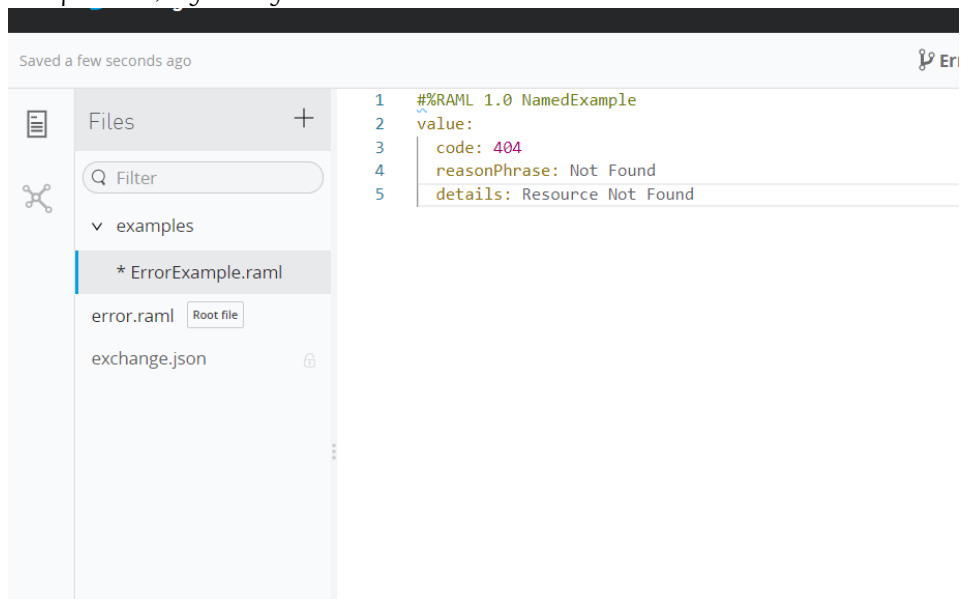 Saved a few seconds ago
Files
Filter
examples
* ErrorExample.raml
error.raml Root file
exchange.json
1 #%RAML 1.0 NamedExample
2 value:
3 code: 404
4 reasonPhrase: Not Found
5 details: Resource Not Found